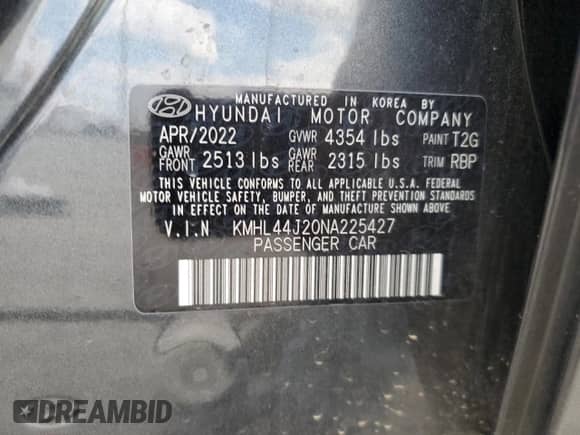 MANUFACTURED IN KOREA BY
HYUNDAI MOTOR COMPANY
APR/2022 GVWR 4354 lbs PAINT T2G
GAWR FRONT 2513 lbs GAWR REAR 2315 lbs TRIM RBP
THIS VEHICLE CONFORMS TO ALL APPLICABLE U.S.A. FEDERAL
MOTOR VEHICLE SAFETY, BUMPER, AND THEFT PREVENTION STANDARDS
IN EFFECT ON THE DATE OF MANUFACTURE SHOWN ABOVE.
V.I.N KMHL44J20NA225427
PASSENGER CAR
DREAMBID
dreambid.com